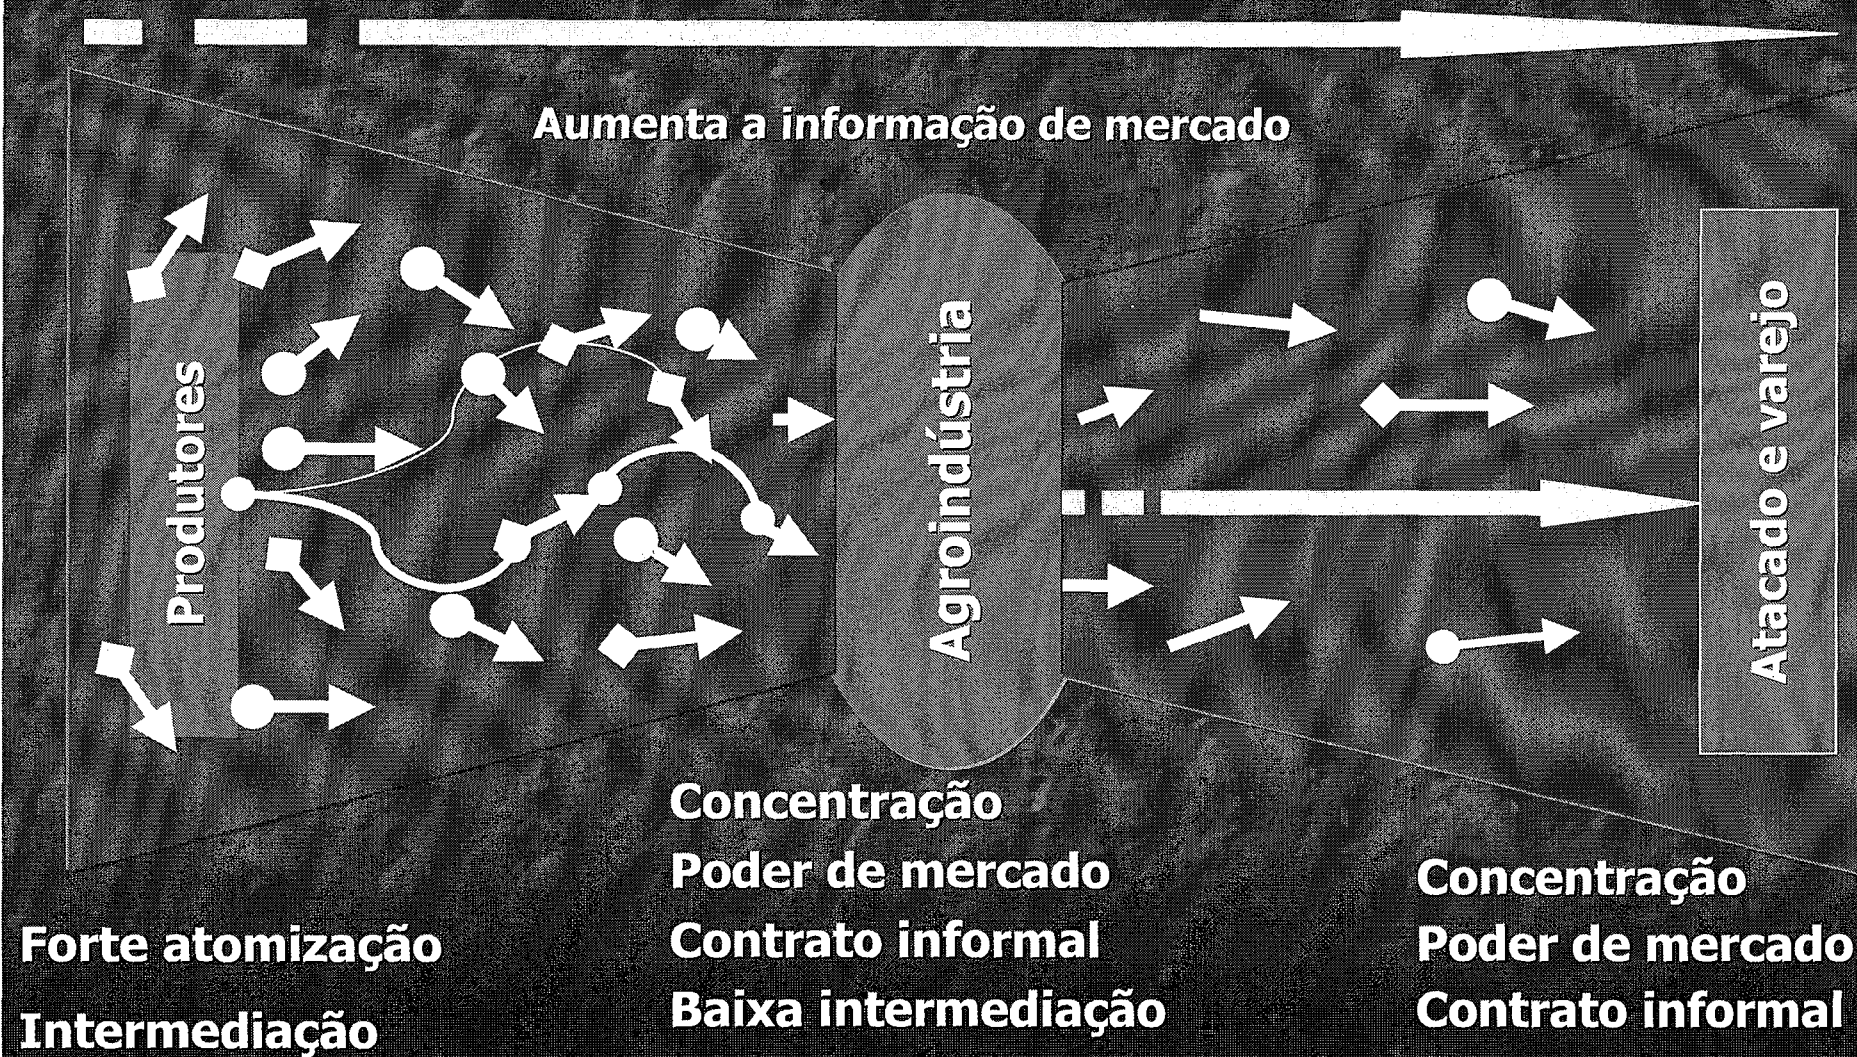 Aumenta a informação de mercado
Produtores
Agroindústria
Atacado e varejo
Forte atomização
Intermediação
Concentração
Poder de mercado
Contrato informal
Baixa intermediação
Concentração
Poder de mercado
Contrato informal